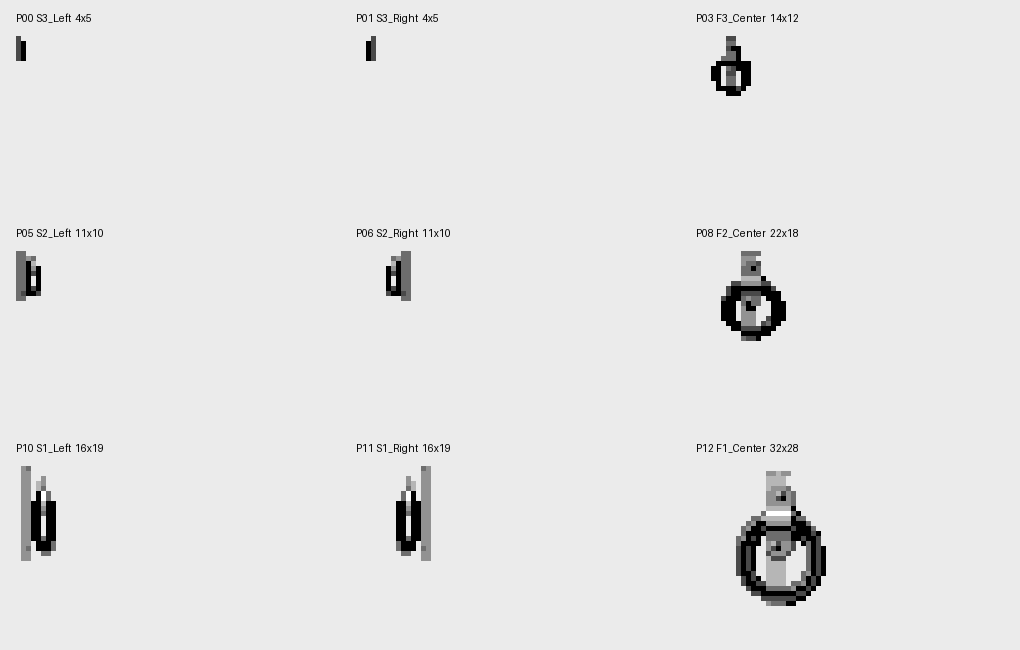 P00 S3_Left 4x5
P01 S3_Right 4x5
P03 F3_Center 14x12
P05 S2_Left 11x10
P06 S2_Right 11x10
P08 F2_Center 22x18
P10 S1_Left 16x19
P11 S1_Right 16x19
P12 F1_Center 32x28